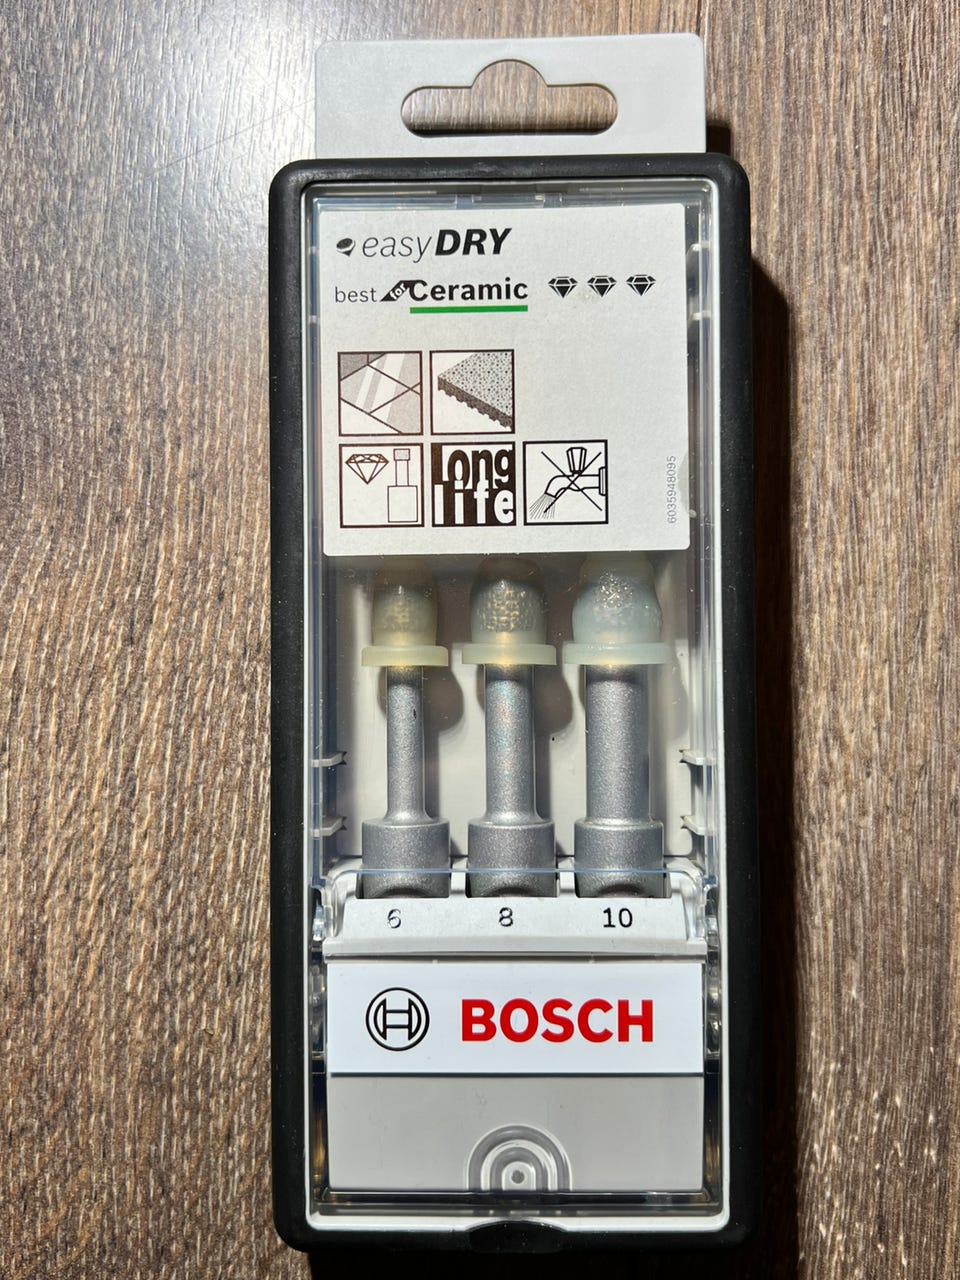 easyDRY
best for Ceramic
long
life
6035948095
6 8 10
BOSCH